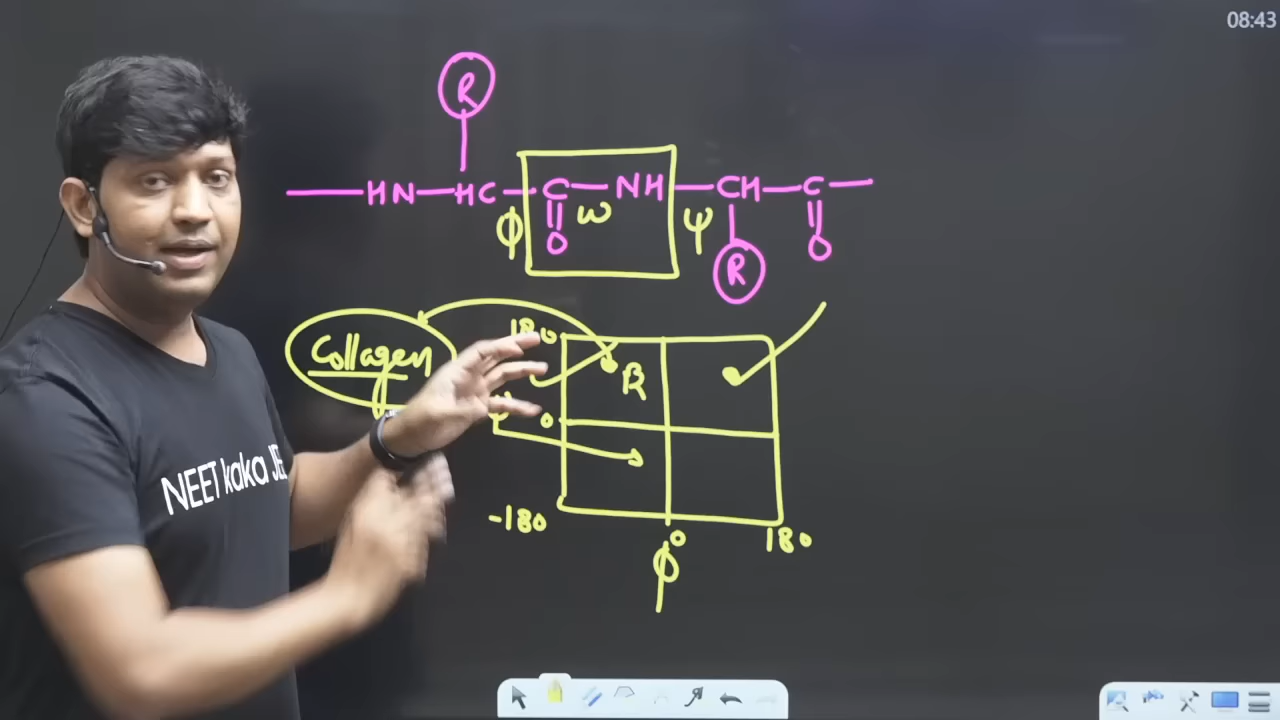 08:43
R
HN HC C NH CH C
ϕ O ω ψ O
R
Collagen
180
R
0
-180
0
180
ϕ
NEET kaka JEE